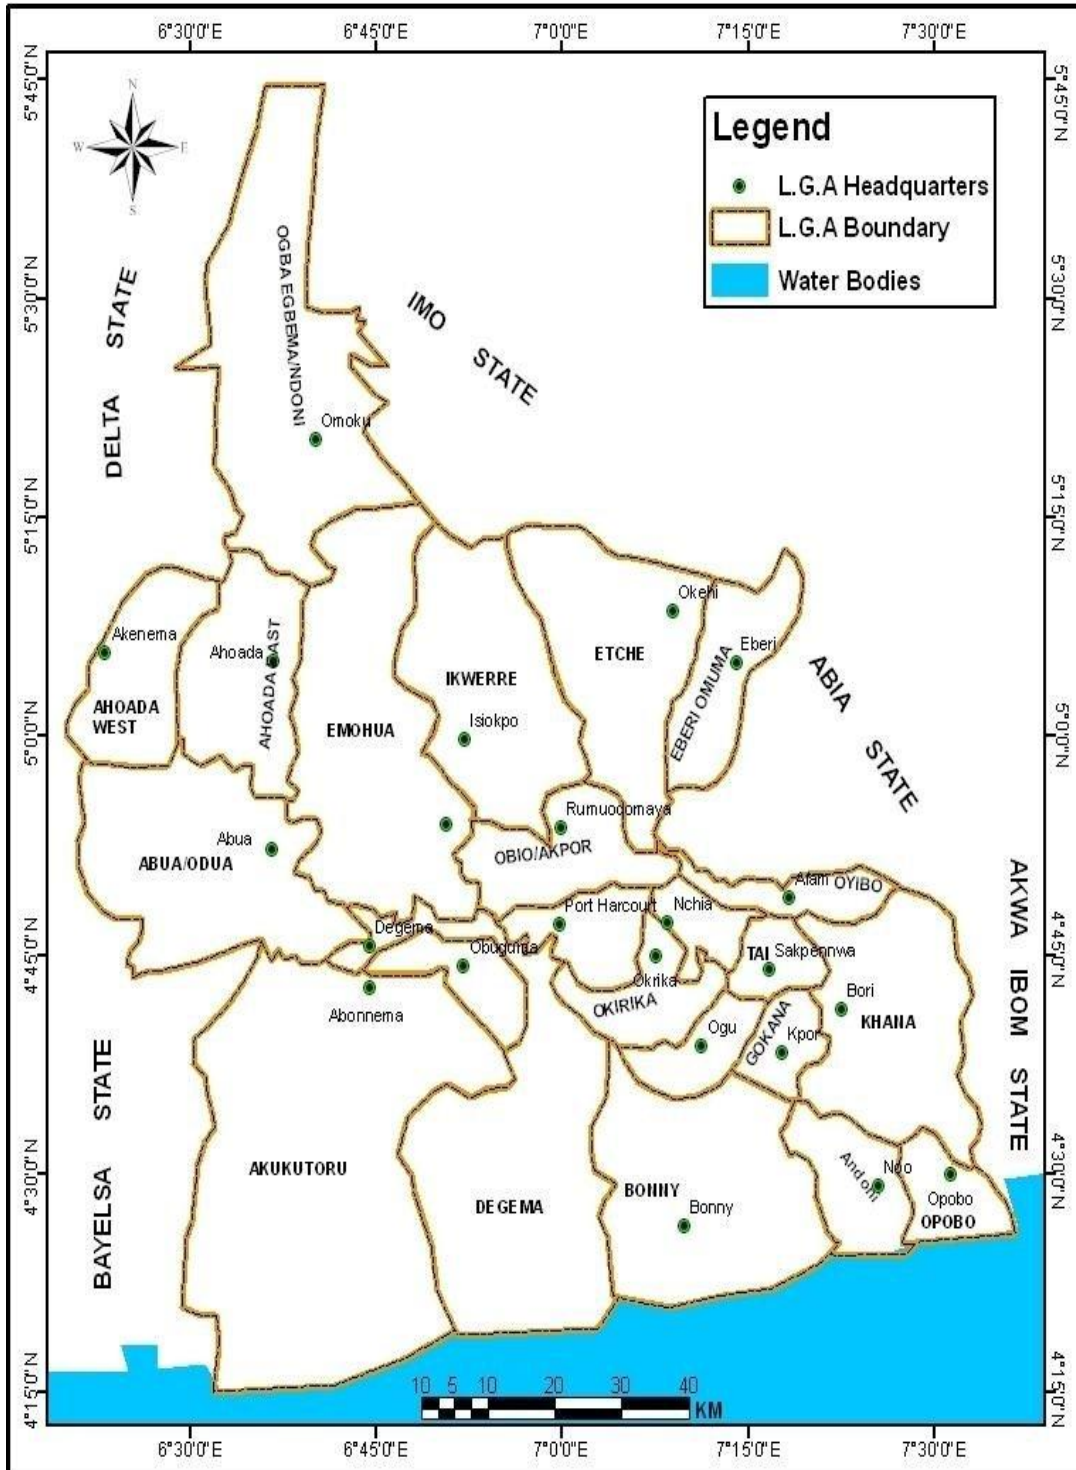 6°30'0"E 6°45'0"E 7°0'0"E 7°15'0"E 7°30'0"E
5°45'0"N
5°45'0"N
N
W E
S
Legend
L.G.A Headquarters
L.G.A Boundary
Water Bodies
5°30'0"N
5°30'0"N
DELTA STATE
IMO STATE
OGBA EGBEMA/NDONI
Omoku
5°15'0"N
5°15'0"N
Okehi
Akenema
Ahoada
AHOADA EAST
ETCHE
Eberi
EBERI OMUMA
IKWERRE
ABIA STATE
AHOADA
WEST
EMOHUA
Isiokpo
5°0'0"N
5°0'0"N
Rumuodomaya
Abua
ABUA/ODUA
OBIO/AKPOR
Afam OYIBO
AKWA IBOM STATE
Port Harcourt
Nchia
Degema
Obuguma
4°45'0"N
4°45'0"N
TAI Sakpennwa
Okrika
OKIRIKA
Abonnema
Bori
KHANA
Ogu
GOKANA
Kpor
BAYELSA STATE
AKUKUTORU
DEGEMA
BONNY
Bonny
4°30'0"N
4°30'0"N
Andoni
Ngo
Opobo
OPOBO
4°15'0"N
4°15'0"N
10 5 10 20 30 40
KM
6°30'0"E 6°45'0"E 7°0'0"E 7°15'0"E 7°30'0"E